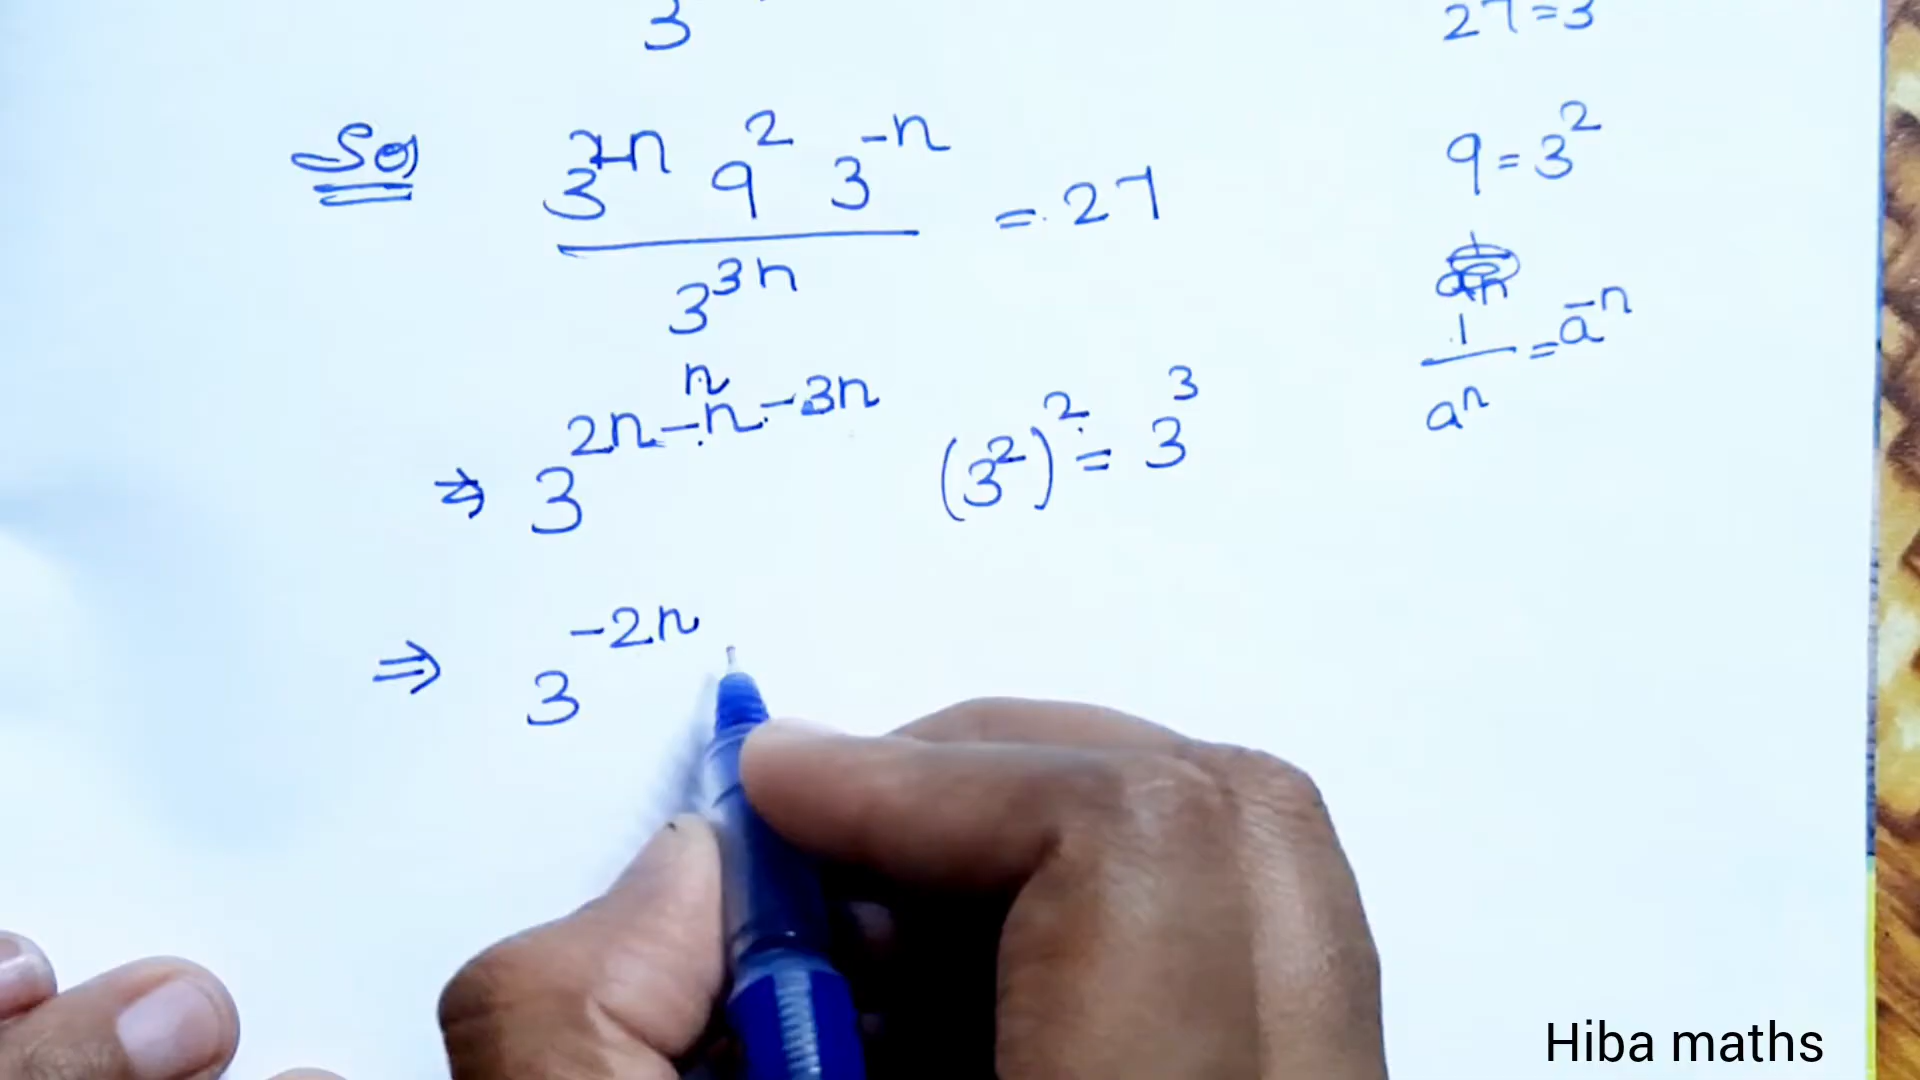 3
27=3
Sol 3^2n 9^2 3^-n / 3^3n = 27
9=3^2
1/a^n = a^-n
⇒ 3^2n-n-3n (3^2)^2 = 3^3
n
⇒ 3^-2n
Hiba maths